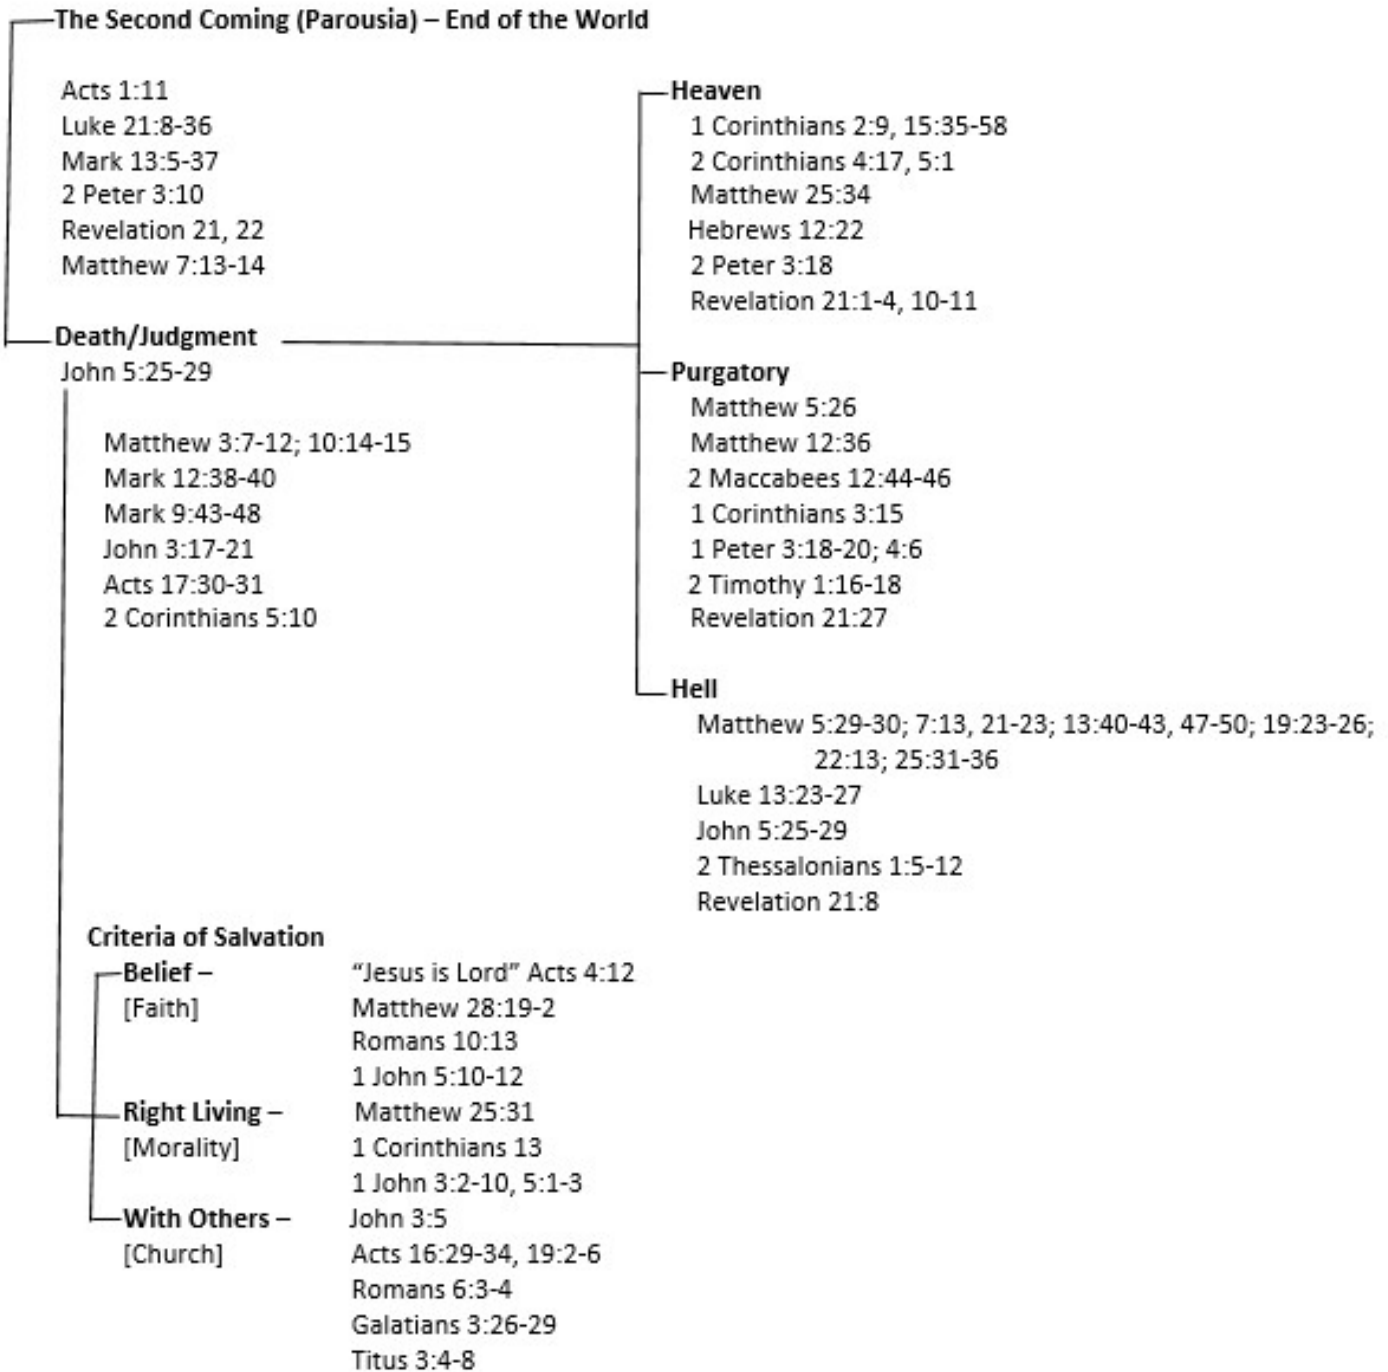 The Second Coming (Parousia) – End of the World
Acts 1:11
Luke 21:8-36
Mark 13:5-37
2 Peter 3:10
Revelation 21, 22
Matthew 7:13-14
Death/Judgment
John 5:25-29
Matthew 3:7-12; 10:14-15
Mark 12:38-40
Mark 9:43-48
John 3:17-21
Acts 17:30-31
2 Corinthians 5:10
Heaven
1 Corinthians 2:9, 15:35-58
2 Corinthians 4:17, 5:1
Matthew 25:34
Hebrews 12:22
2 Peter 3:18
Revelation 21:1-4, 10-11
Purgatory
Matthew 5:26
Matthew 12:36
2 Maccabees 12:44-46
1 Corinthians 3:15
1 Peter 3:18-20; 4:6
2 Timothy 1:16-18
Revelation 21:27
Hell
Matthew 5:29-30; 7:13, 21-23; 13:40-43, 47-50; 19:23-26;
22:13; 25:31-36
Luke 13:23-27
John 5:25-29
2 Thessalonians 1:5-12
Revelation 21:8
Criteria of Salvation
Belief – “Jesus is Lord” Acts 4:12
[Faith] Matthew 28:19-2
Romans 10:13
1 John 5:10-12
Right Living – Matthew 25:31
[Morality] 1 Corinthians 13
1 John 3:2-10, 5:1-3
With Others – John 3:5
[Church] Acts 16:29-34, 19:2-6
Romans 6:3-4
Galatians 3:26-29
Titus 3:4-8